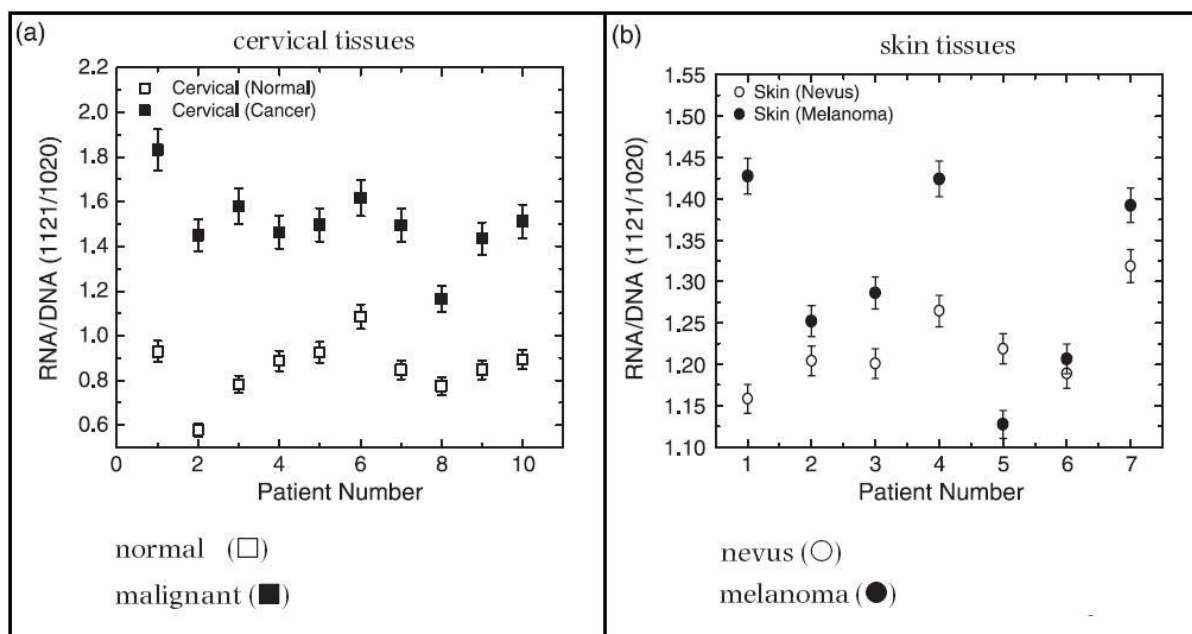 (a) cervical tissues
□ Cervical (Normal)
■ Cervical (Cancer)
RNA/DNA (1121/1020)
2.2
2.0
1.8
1.6
1.4
1.2
1.0
0.8
0.6
0 2 4 6 8 10
Patient Number
normal (□)
malignant (■)
(b) skin tissues
○ Skin (Nevus)
● Skin (Melanoma)
RNA/DNA (1121/1020)
1.55
1.50
1.45
1.40
1.35
1.30
1.25
1.20
1.15
1.10
1 2 3 4 5 6 7
Patient Number
nevus (○)
melanoma (●)